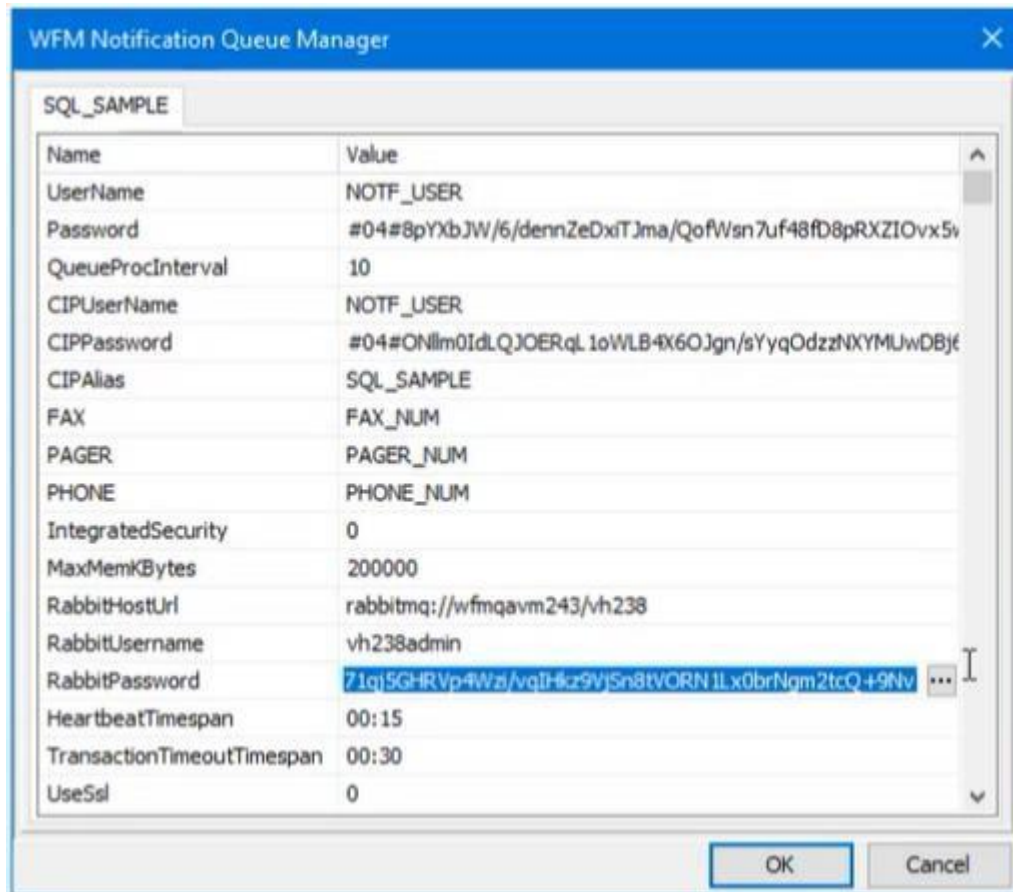 WFM Notification Queue Manager
SQL_SAMPLE
Name Value
UserName NOTF_USER
Password #04#8pYXbJW/6/dennZeDxiTJma/QofWsn7uf48fD8pRXZIOvx5w
QueueProcInterval 10
CIPUserName NOTF_USER
CIPPassword #04#ONllm0IdLQJOERqL1oWLB4X6OJgn/sYyqOdzzNXYMUwDBj6
CIPAlias SQL_SAMPLE
FAX FAX_NUM
PAGER PAGER_NUM
PHONE PHONE_NUM
IntegratedSecurity 0
MaxMemKBytes 200000
RabbitHostUrl rabbitmq://wfmqavm243/vh238
RabbitUsername vh238admin
RabbitPassword 71qj5GHRVp4Wzi/vqIHkz9VjSn8tVORN1Lx0brNgm2tcQ+9Nv ...
HeartbeatTimespan 00:15
TransactionTimeoutTimespan 00:30
UseSsl 0
OK Cancel